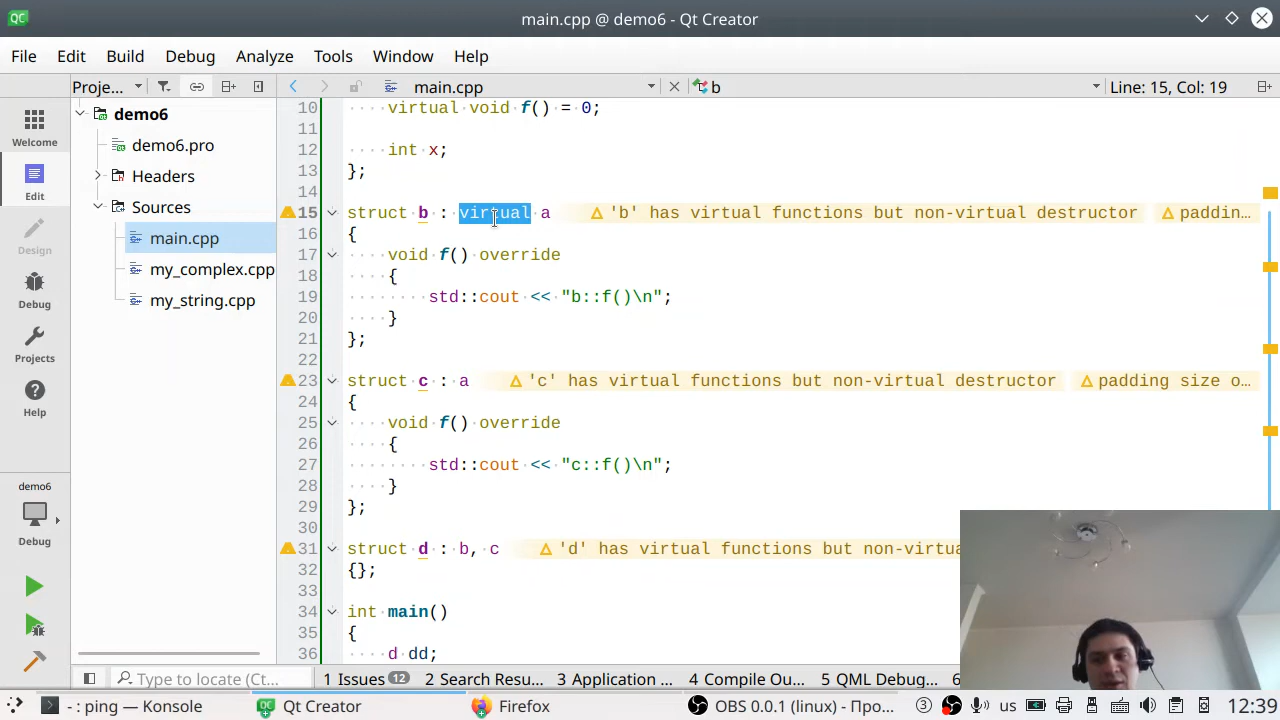 main.cpp @ demo6 - Qt Creator
File Edit Build Debug Analyze Tools Window Help
Proje... main.cpp b Line: 15, Col: 19
Welcome
Edit
Design
Debug
Projects
Help
demo6
Debug
demo6
demo6.pro
Headers
Sources
main.cpp
my_complex.cpp
my_string.cpp
10 virtual void f() = 0;
11
12 int x;
13 };
14
15 struct b : virtual a 'b' has virtual functions but non-virtual destructor paddin…
16 {
17 void f() override
18 {
19 std::cout << "b::f()\n";
20 }
21 };
22
23 struct c : a 'c' has virtual functions but non-virtual destructor padding size o…
24 {
25 void f() override
26 {
27 std::cout << "c::f()\n";
28 }
29 };
30
31 struct d : b, c 'd' has virtual functions but non-virtua
32 {};
33
34 int main()
35 {
36 d dd;
Type to locate (Ct... 1 Issues 12 2 Search Resu... 3 Application ... 4 Compile Ou... 5 QML Debug... 6
- : ping — Konsole Qt Creator Firefox OBS 0.0.1 (linux) - Про... 3 us 12:39